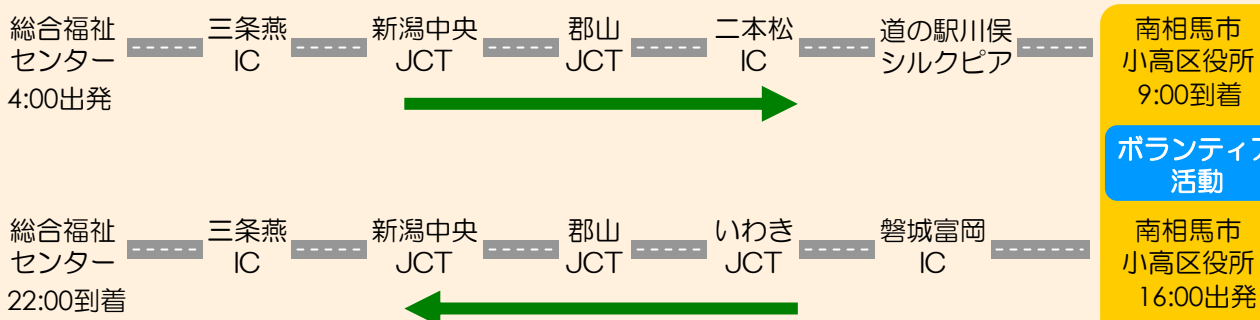 総合福祉
センター
4:00出発
三条燕
IC
新潟中央
JCT
郡山
JCT
二本松
IC
道の駅川俣
シルクピア
南相馬市
小高区役所
9:00到着
ボランティア
活動
総合福祉
センター
22:00到着
三条燕
IC
新潟中央
JCT
郡山
JCT
いわき
JCT
磐城富岡
IC
南相馬市
小高区役所
16:00出発